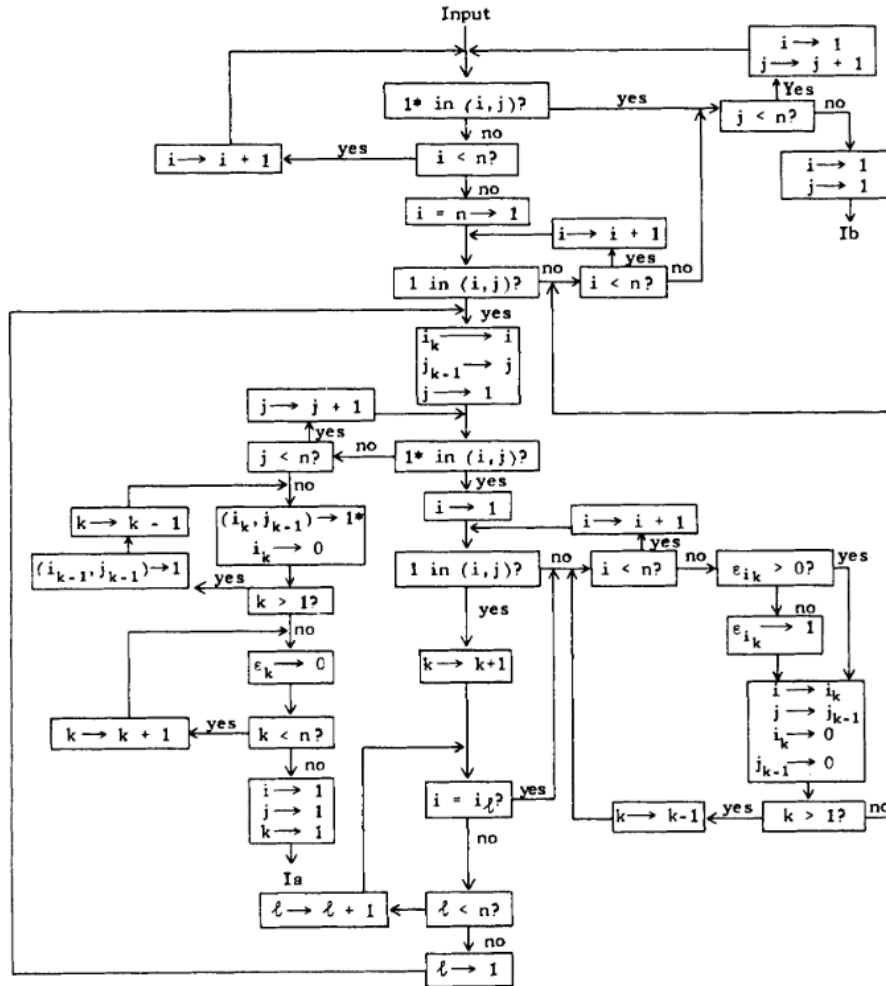 Input
i → 1
j → j + 1
1* in (i,j)?
yes
Yes
j < n?
no
no
i → i + 1
yes
i < n?
i → 1
j → 1
no
i = n → 1
i → i + 1
Ib
yes
1 in (i,j)?
no
i < n?
no
yes
i_k → i
j_{k-1} → j
j → 1
j → j + 1
yes
j < n?
no
1* in (i,j)?
no
yes
k → k - 1
(i_k, j_{k-1}) → 1*
i_k → 0
i → 1
i → i + 1
yes
(i_{k-1}, j_{k-1}) → 1
1 in (i,j)?
no
i < n?
no
ε_{i_k} > 0?
yes
yes
k > 1?
yes
no
no
ε_{i_k} → 1
ε_k → 0
k → k+1
i → i_k
j → j_{k-1}
i_k → 0
j_{k-1} → 0
k → k + 1
yes
k < n?
no
i → 1
j → 1
k → 1
i = i_ℓ?
yes
k → k-1
yes
k > 1?
no
no
Ia
ℓ → ℓ + 1
ℓ < n?
no
ℓ → 1